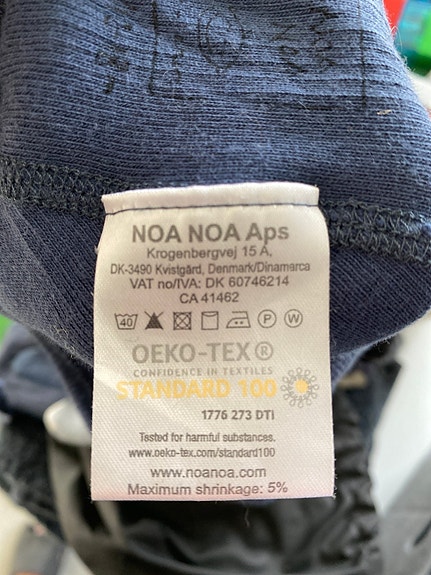 NOA NOA Aps
Krogenbergvej 15 A,
DK-3490 Kvistgård, Denmark/Dinamarca
VAT no/IVA: DK 60746214
CA 41462
40 P W
OEKO-TEX®
CONFIDENCE IN TEXTILES
STANDARD 100
1776 273 DTI
Tested for harmful substances.
www.oeko-tex.com/standard100
www.noanoa.com
Maximum shrinkage: 5%